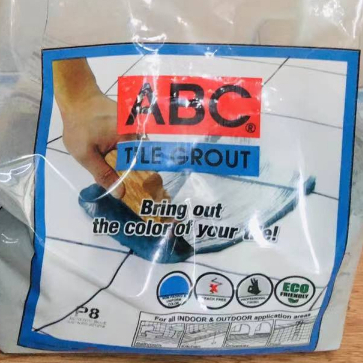 ABC®
TILE GROUT
Bring out
the color of your tile!
ECO
FRIENDLY
P8
For all INDOOR & OUTDOOR application areas